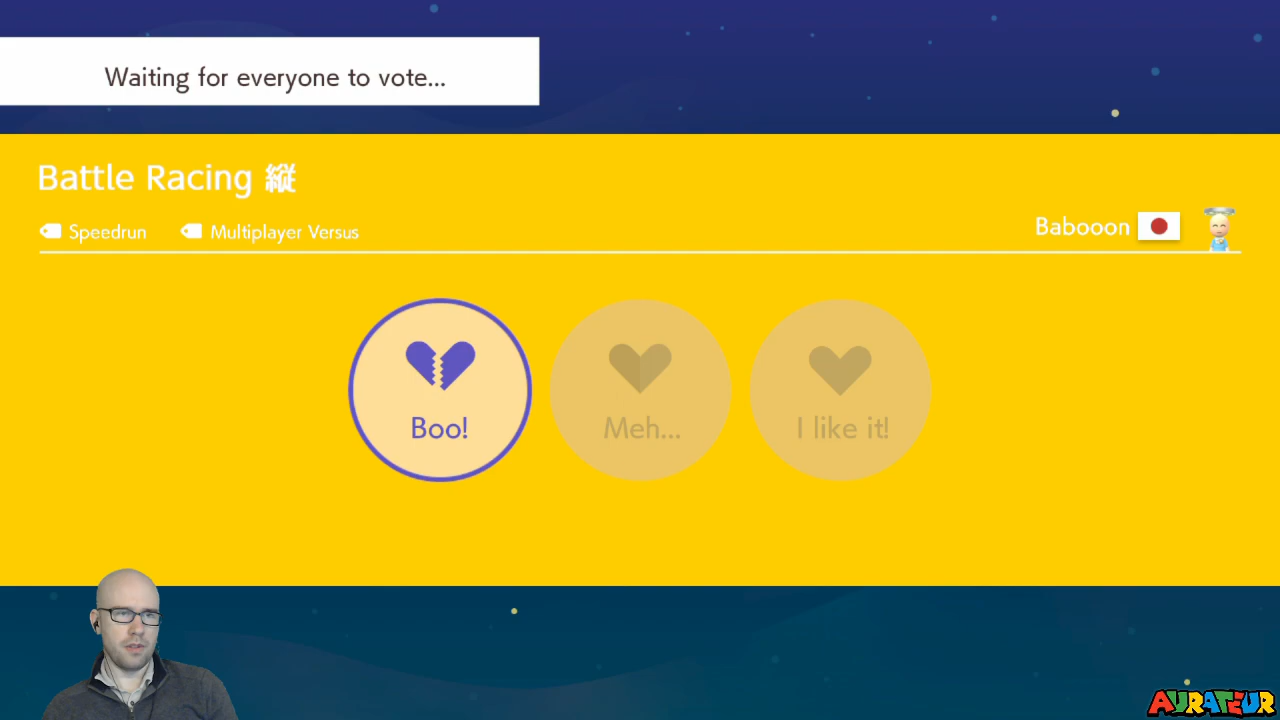 Waiting for everyone to vote...
Battle Racing 縦
Speedrun Multiplayer Versus
Babooon
Boo!
Meh...
I like it!
AURATEUR